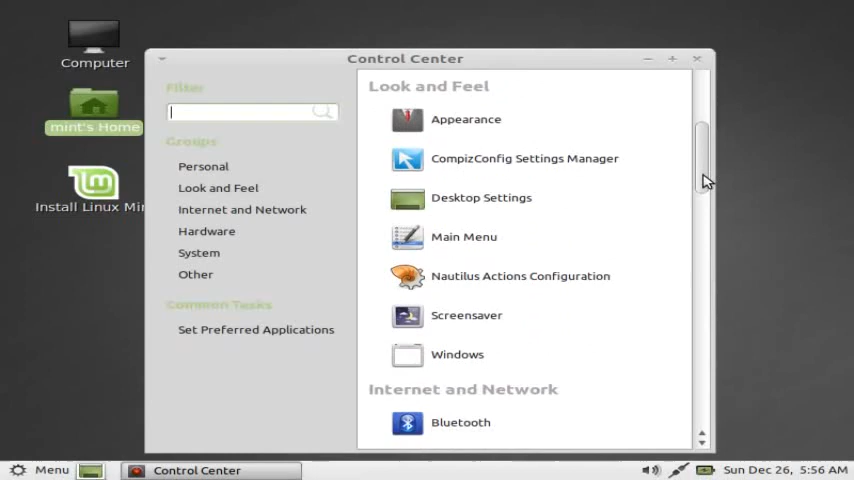 Computer
mint's Home
Install Linux Min
Control Center
Filter
Groups
Personal
Look and Feel
Internet and Network
Hardware
System
Other
Common Tasks
Set Preferred Applications
Look and Feel
Appearance
CompizConfig Settings Manager
Desktop Settings
Main Menu
Nautilus Actions Configuration
Screensaver
Windows
Internet and Network
Bluetooth
Menu
Control Center
Sun Dec 26, 5:56 AM